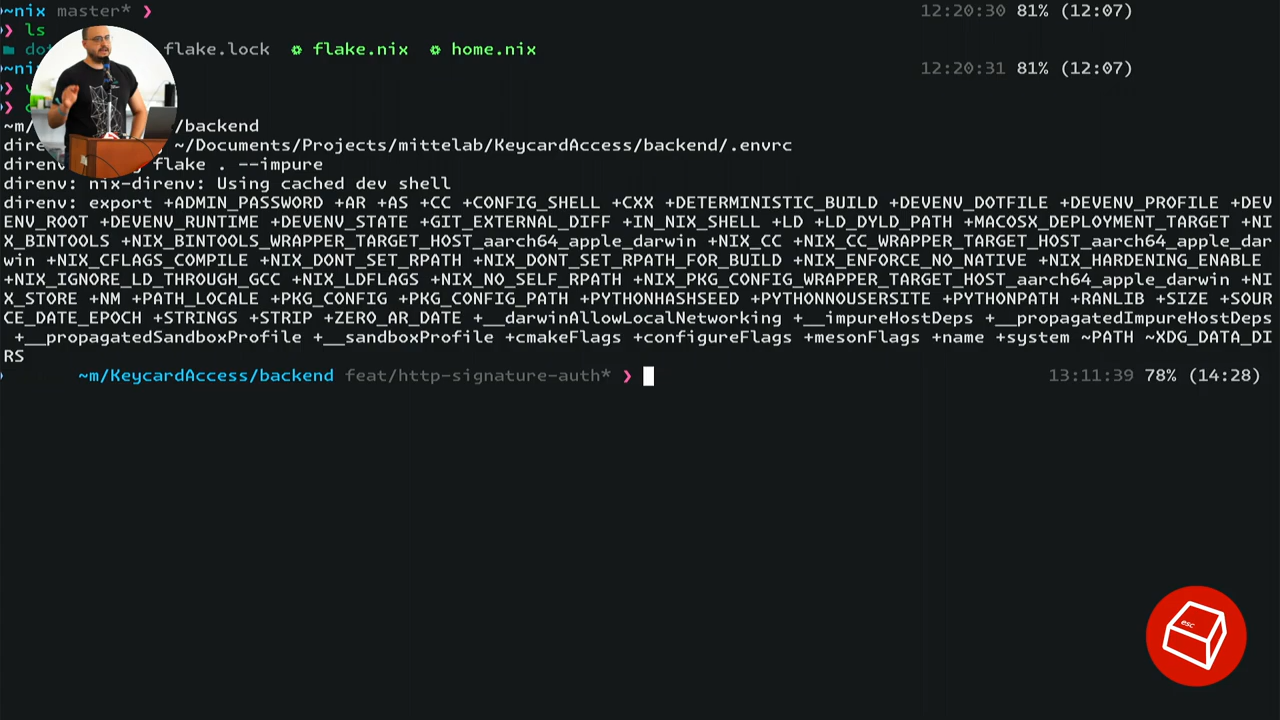 ~nix master* ❯ 12:20:30 81% (12:07)
❯ ls
flake.lock flake.nix home.nix
12:20:31 81% (12:07)
❯
❯
~m/ /backend
dire ~/Documents/Projects/mittelab/KeycardAccess/backend/.envrc
direnv flake . --impure
direnv: nix-direnv: Using cached dev shell
direnv: export +ADMIN_PASSWORD +AR +AS +CC +CONFIG_SHELL +CXX +DETERMINISTIC_BUILD +DEVENV_DOTFILE +DEVENV_PROFILE +DEV
ENV_ROOT +DEVENV_RUNTIME +DEVENV_STATE +GIT_EXTERNAL_DIFF +IN_NIX_SHELL +LD +LD_DYLD_PATH +MACOSX_DEPLOYMENT_TARGET +NI
X_BINTOOLS +NIX_BINTOOLS_WRAPPER_TARGET_HOST_aarch64_apple_darwin +NIX_CC +NIX_CC_WRAPPER_TARGET_HOST_aarch64_apple_dar
win +NIX_CFLAGS_COMPILE +NIX_DONT_SET_RPATH +NIX_DONT_SET_RPATH_FOR_BUILD +NIX_ENFORCE_NO_NATIVE +NIX_HARDENING_ENABLE
+NIX_IGNORE_LD_THROUGH_GCC +NIX_LDFLAGS +NIX_NO_SELF_RPATH +NIX_PKG_CONFIG_WRAPPER_TARGET_HOST_aarch64_apple_darwin +NI
X_STORE +NM +PATH_LOCALE +PKG_CONFIG +PKG_CONFIG_PATH +PYTHONHASHSEED +PYTHONNOUSERSITE +PYTHONPATH +RANLIB +SIZE +SOUR
CE_DATE_EPOCH +STRINGS +STRIP +ZERO_AR_DATE +__darwinAllowLocalNetworking +__impureHostDeps +__propagatedImpureHostDeps
+__propagatedSandboxProfile +__sandboxProfile +cmakeFlags +configureFlags +mesonFlags +name +system ~PATH ~XDG_DATA_DI
RS
~m/KeycardAccess/backend feat/http-signature-auth* ❯ 13:11:39 78% (14:28)
esc